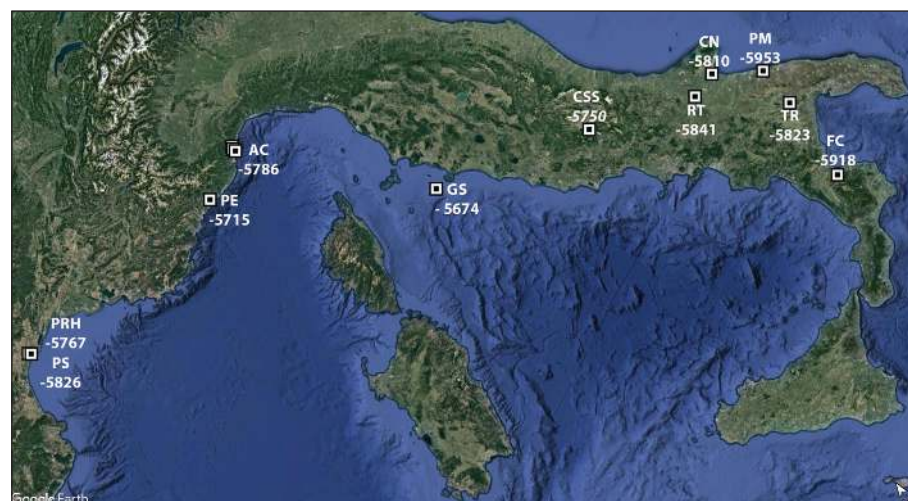 CN
-5810
PM
-5953
CSS
-5750
RT
-5841
TR
-5823
FC
-5918
AC
-5786
PE
-5715
GS
- 5674
PRH
-5767
PS
-5826
Google Earth